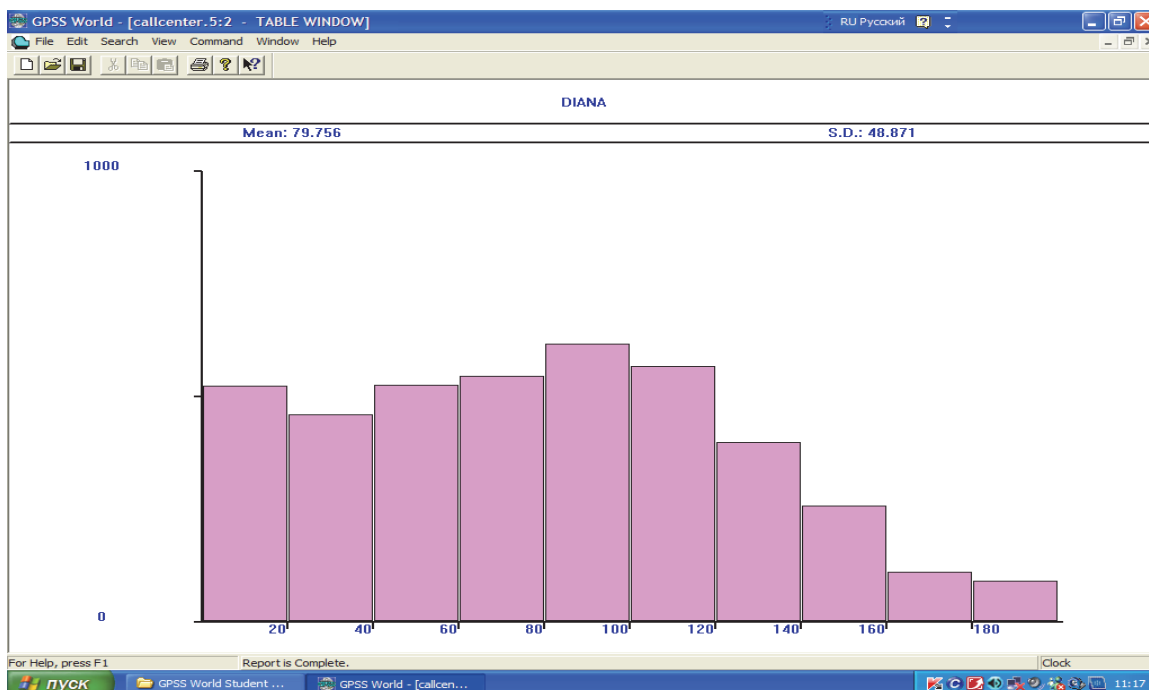 GPSS World - [callcenter.5:2 - TABLE WINDOW]
RU Русский
File Edit Search View Command Window Help
DIANA
Mean: 79.756
S.D.: 48.871
1000
0
20 40 60 80 100 120 140 160 180
For Help, press F1
Report is Complete.
Clock
пуск
GPSS World Student ...
GPSS World - [callcen...
11:17